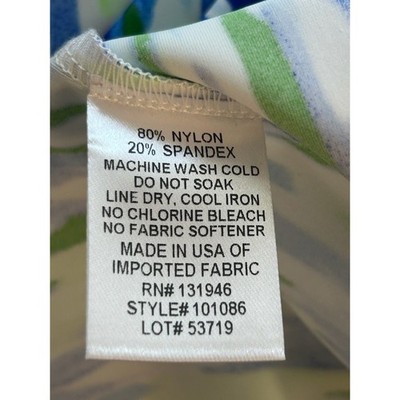 80% NYLON
20% SPANDEX
MACHINE WASH COLD
DO NOT SOAK
LINE DRY, COOL IRON
NO CHLORINE BLEACH
NO FABRIC SOFTENER
MADE IN USA OF
IMPORTED FABRIC
RN# 131946
STYLE# 101086
LOT# 53719